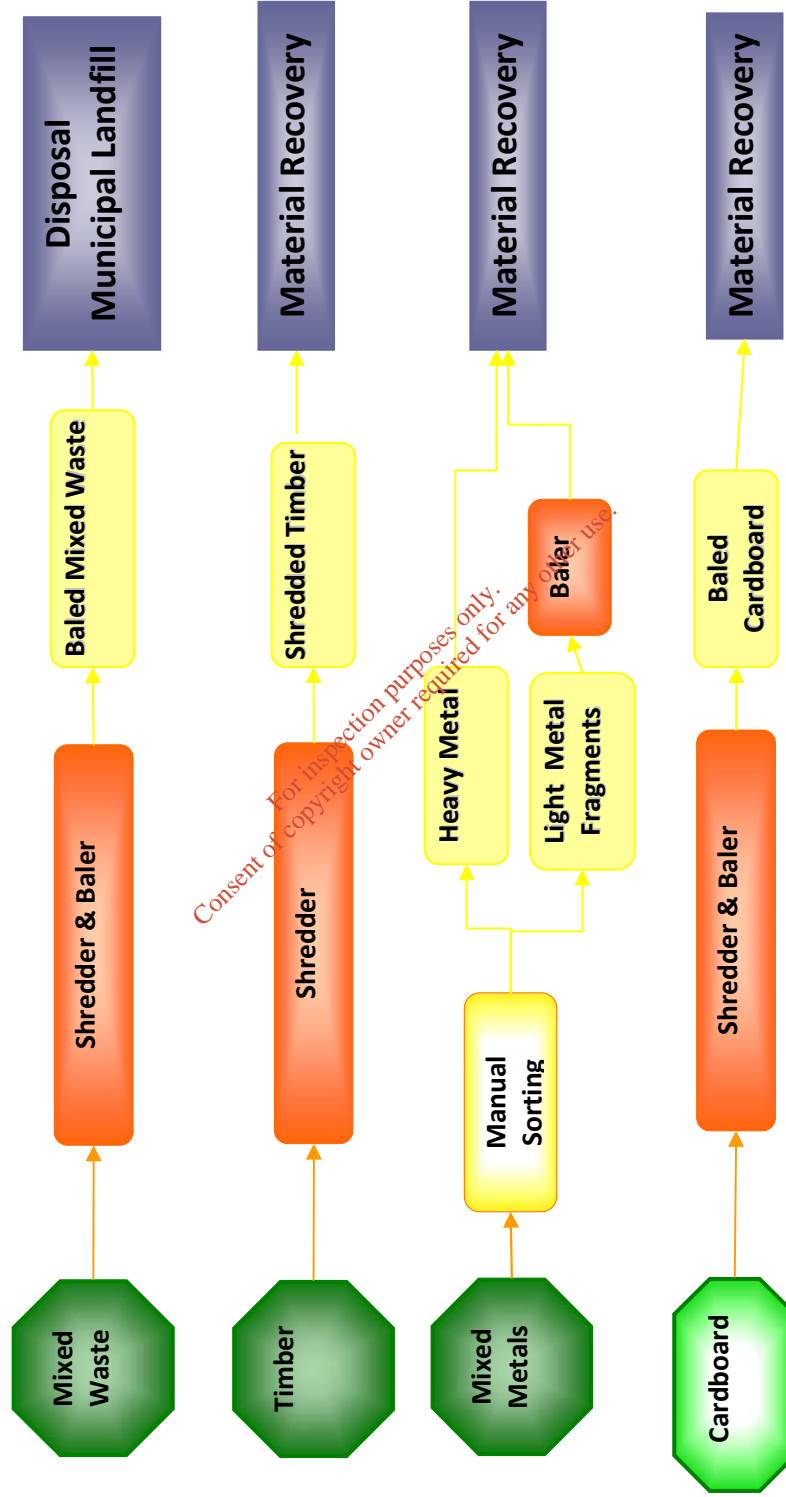 Mixed
Waste
Shredder & Baler
Baled Mixed Waste
Disposal
Municipal Landfill
Timber
Shredder
Shredded Timber
Material Recovery
Mixed
Metals
Manual
Sorting
Heavy Metal
Light Metal
Fragments
Baler
Material Recovery
Cardboard
Shredder & Baler
Baled
Cardboard
Material Recovery
For inspection purposes only.
Consent of copyright owner required for any other use.